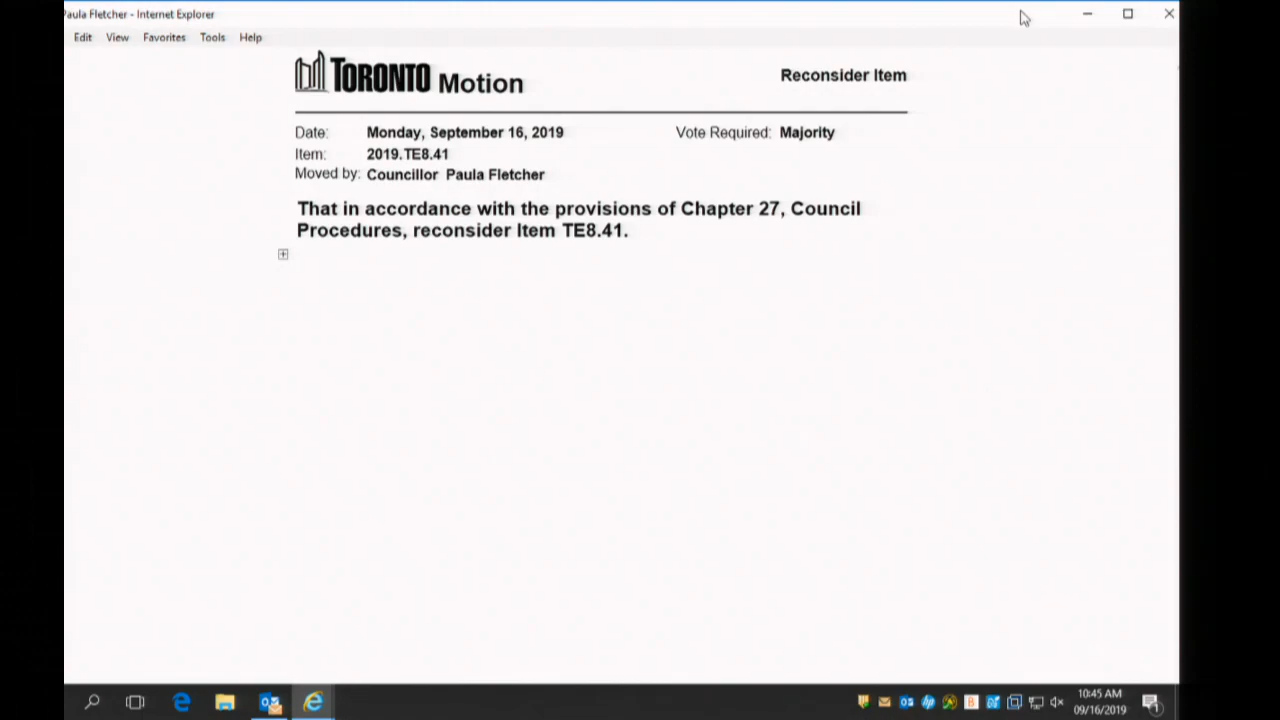 Paula Fletcher - Internet Explorer
Edit View Favorites Tools Help
TORONTO Motion
Reconsider Item
Date: Monday, September 16, 2019
Vote Required: Majority
Item: 2019.TE8.41
Moved by: Councillor Paula Fletcher
That in accordance with the provisions of Chapter 27, Council
Procedures, reconsider Item TE8.41.
10:45 AM
09/16/2019